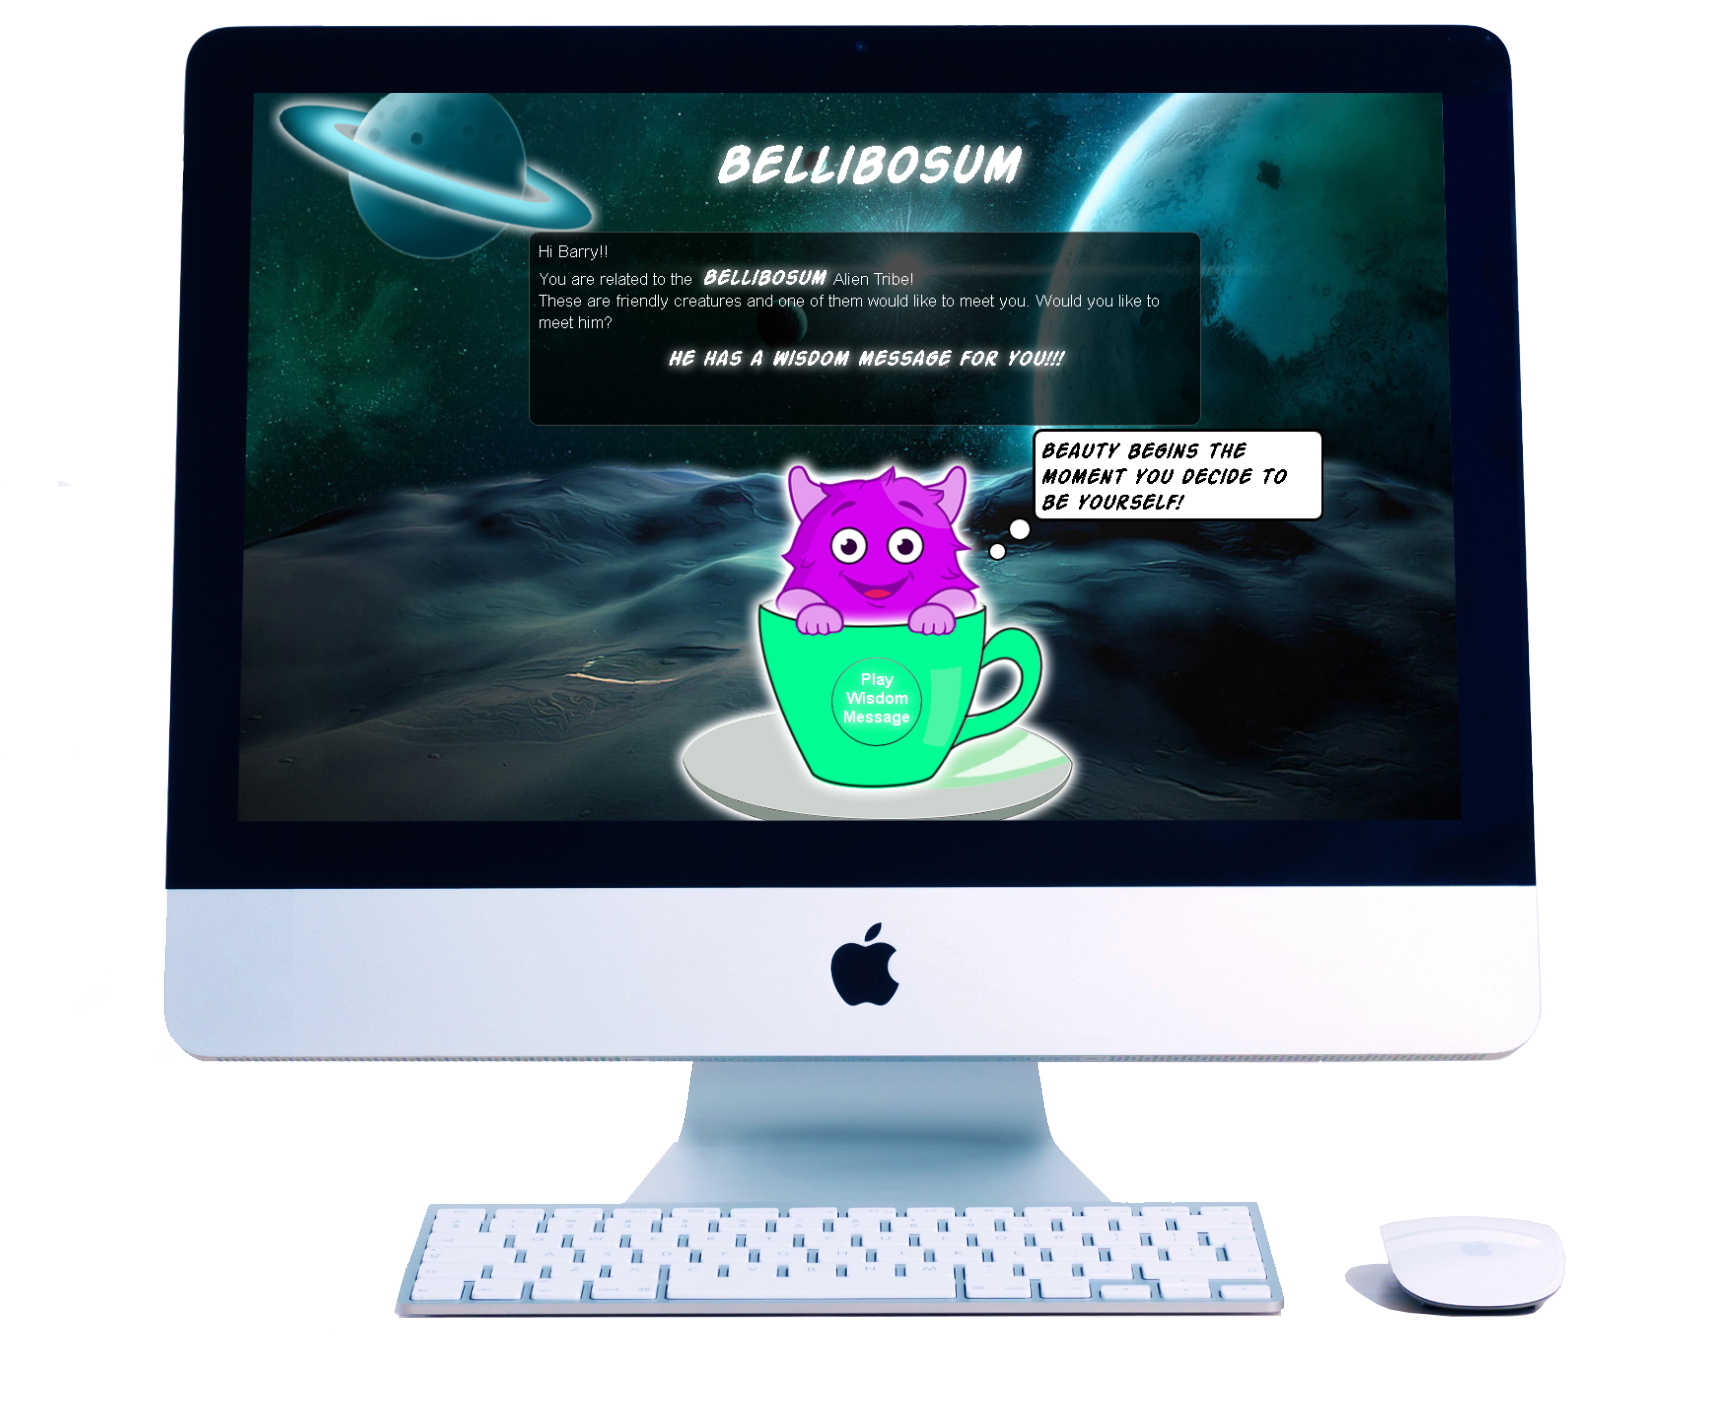 BELLIBOSUM
Hi Barry!!
You are related to the BELLIBOSUM Alien Tribe!
These are friendly creatures and one of them would like to meet you. Would you like to
meet him?
HE HAS A WISDOM MESSAGE FOR YOU!!!
BEAUTY BEGINS THE
MOMENT YOU DECIDE TO
BE YOURSELF!
Play
Wisdom
Message